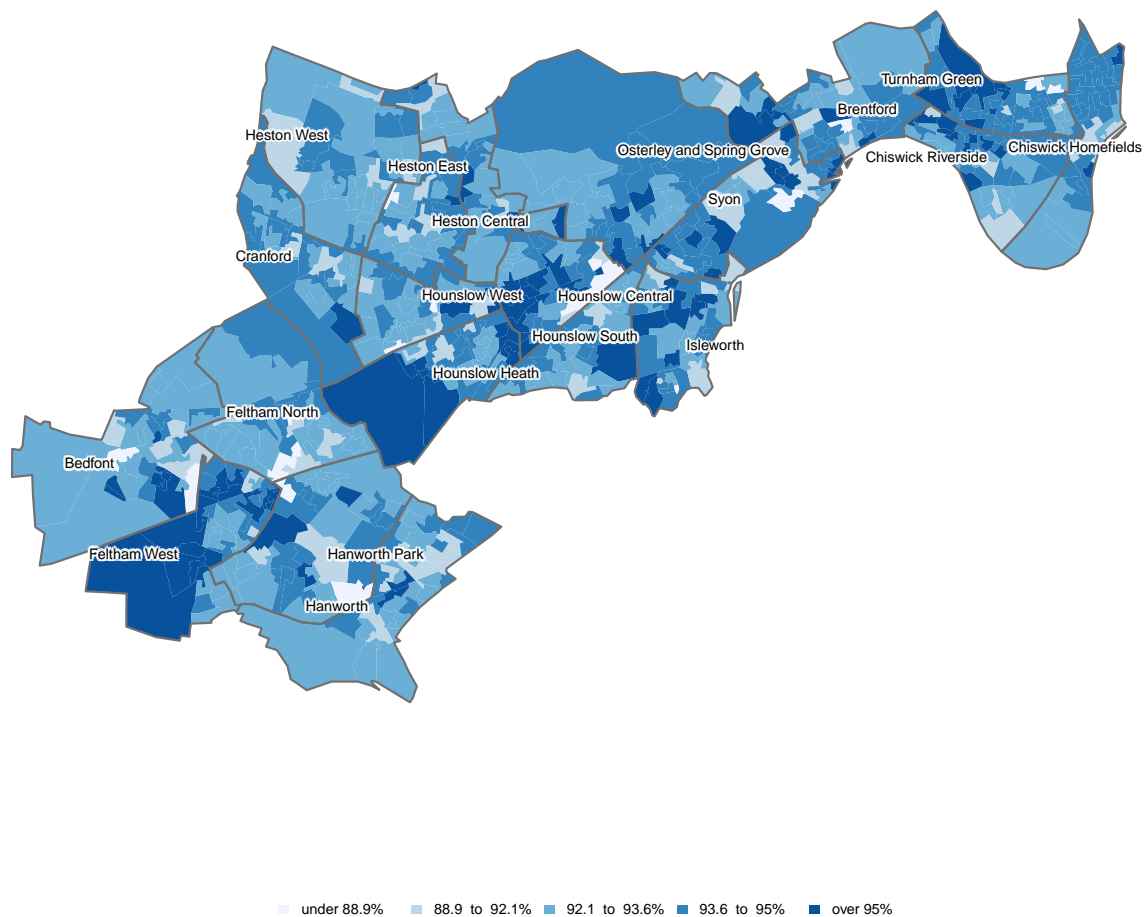 Turnham Green
Brentford
Heston West
Chiswick Homefields
Osterley and Spring Grove
Chiswick Riverside
Heston East
Syon
Heston Central
Cranford
Hounslow West
Hounslow Central
Hounslow South
Isleworth
Hounslow Heath
Feltham North
Bedfont
Feltham West
Hanworth Park
Hanworth
under 88.9% 88.9 to 92.1% 92.1 to 93.6% 93.6 to 95% over 95%